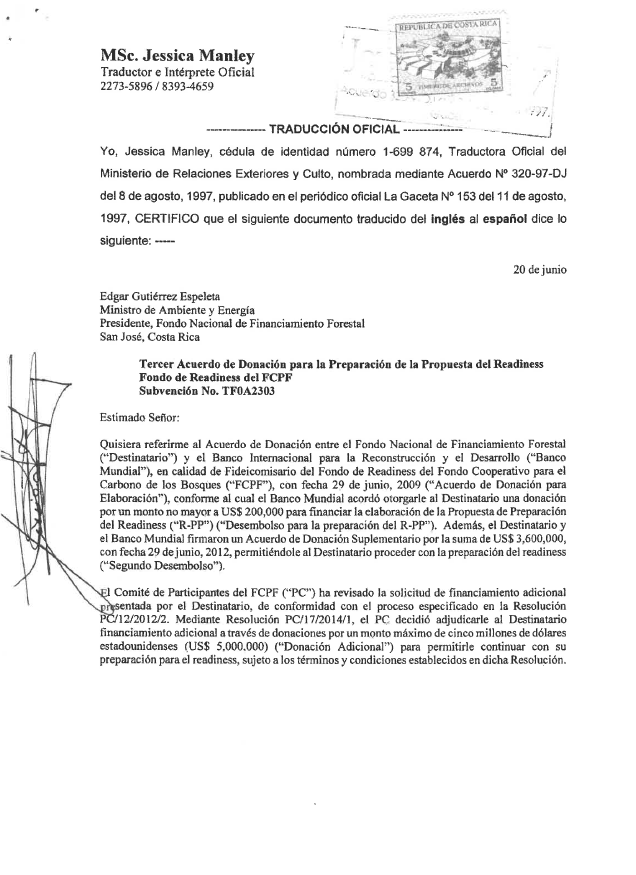 MSc. Jessica Manley
Traductor e Intérprete Oficial
2273-5896 / 8393-4659
REPUBLICA DE COSTA RICA
5 TIMBRE DE ARCHIVOS 5
--------------- TRADUCCIÓN OFICIAL ---------------
Yo, Jessica Manley, cédula de identidad número 1-699 874, Traductora Oficial del
Ministerio de Relaciones Exteriores y Culto, nombrada mediante Acuerdo Nº 320-97-DJ
del 8 de agosto, 1997, publicado en el periódico oficial La Gaceta Nº 153 del 11 de agosto,
1997, CERTIFICO que el siguiente documento traducido del inglés al español dice lo
siguiente: -----
20 de junio
Edgar Gutiérrez Espeleta
Ministro de Ambiente y Energía
Presidente, Fondo Nacional de Financiamiento Forestal
San José, Costa Rica
Tercer Acuerdo de Donación para la Preparación de la Propuesta del Readiness
Fondo de Readiness del FCPF
Subvención No. TF0A2303
Estimado Señor:
Quisiera referirme al Acuerdo de Donación entre el Fondo Nacional de Financiamiento Forestal
("Destinatario") y el Banco Internacional para la Reconstrucción y el Desarrollo ("Banco
Mundial"), en calidad de Fideicomisario del Fondo de Readiness del Fondo Cooperativo para el
Carbono de los Bosques ("FCPF"), con fecha 29 de junio, 2009 ("Acuerdo de Donación para
Elaboración"), conforme al cual el Banco Mundial acordó otorgarle al Destinatario una donación
por un monto no mayor a US$ 200,000 para financiar la elaboración de la Propuesta de Preparación
del Readiness ("R-PP") ("Desembolso para la preparación del R-PP"). Además, el Destinatario y
el Banco Mundial firmaron un Acuerdo de Donación Suplementario por la suma de US$ 3,600,000,
con fecha 29 de junio, 2012, permitiéndole al Destinatario proceder con la preparación del readiness
("Segundo Desembolso").
El Comité de Participantes del FCPF ("PC") ha revisado la solicitud de financiamiento adicional
presentada por el Destinatario, de conformidad con el proceso especificado en la Resolución
PC/12/2012/2. Mediante Resolución PC/17/2014/1, el PC decidió adjudicarle al Destinatario
financiamiento adicional a través de donaciones por un monto máximo de cinco millones de dólares
estadounidenses (US$ 5,000.000) ("Donación Adicional") para permitirle continuar con su
preparación para el readiness, sujeto a los términos y condiciones establecidos en dicha Resolución.